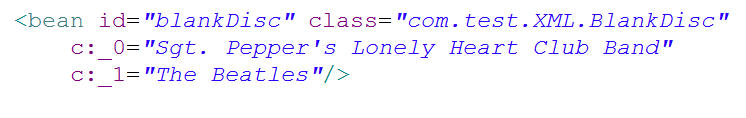 <bean id="blankDisc" class="com.test.XML.BlankDisc"
c:_0="Sgt. Pepper's Lonely Heart Club Band"
c:_1="The Beatles"/>